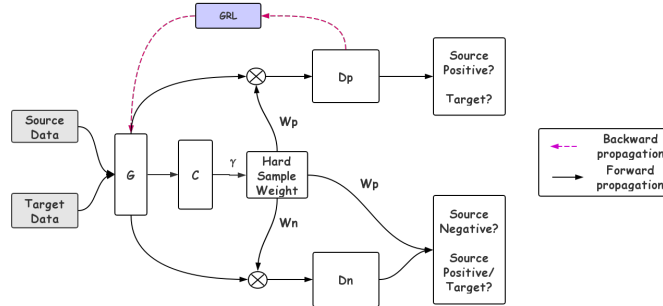 GRL
Source
Positive?
Target?
Dp
Source
Data
Wp
G
C
γ
Hard
Sample
Weight
Wp
Target
Data
Wn
Dn
Source
Negative?
Source
Positive/
Target?
Backward
propagation
Forward
propagation